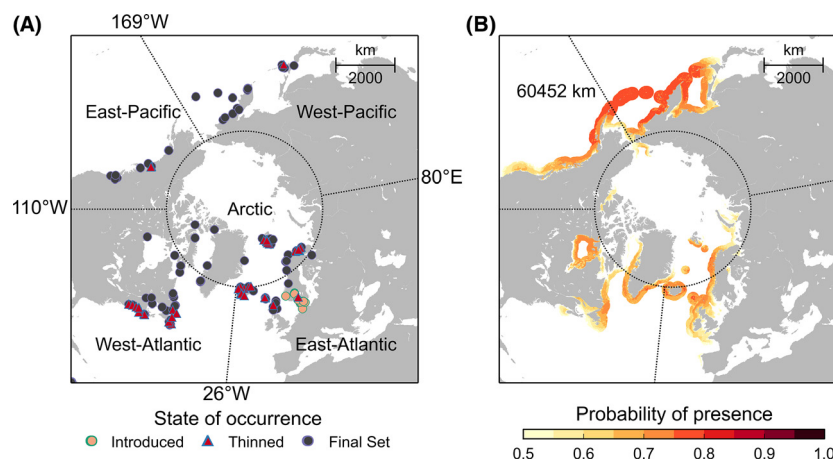 (A)
169°W
km
2000
East-Pacific
West-Pacific
80°E
110°W
Arctic
West-Atlantic
East-Atlantic
26°W
State of occurrence
Introduced
Thinned
Final Set
(B)
km
2000
60452 km
Probability of presence
0.5 0.6 0.7 0.8 0.9 1.0